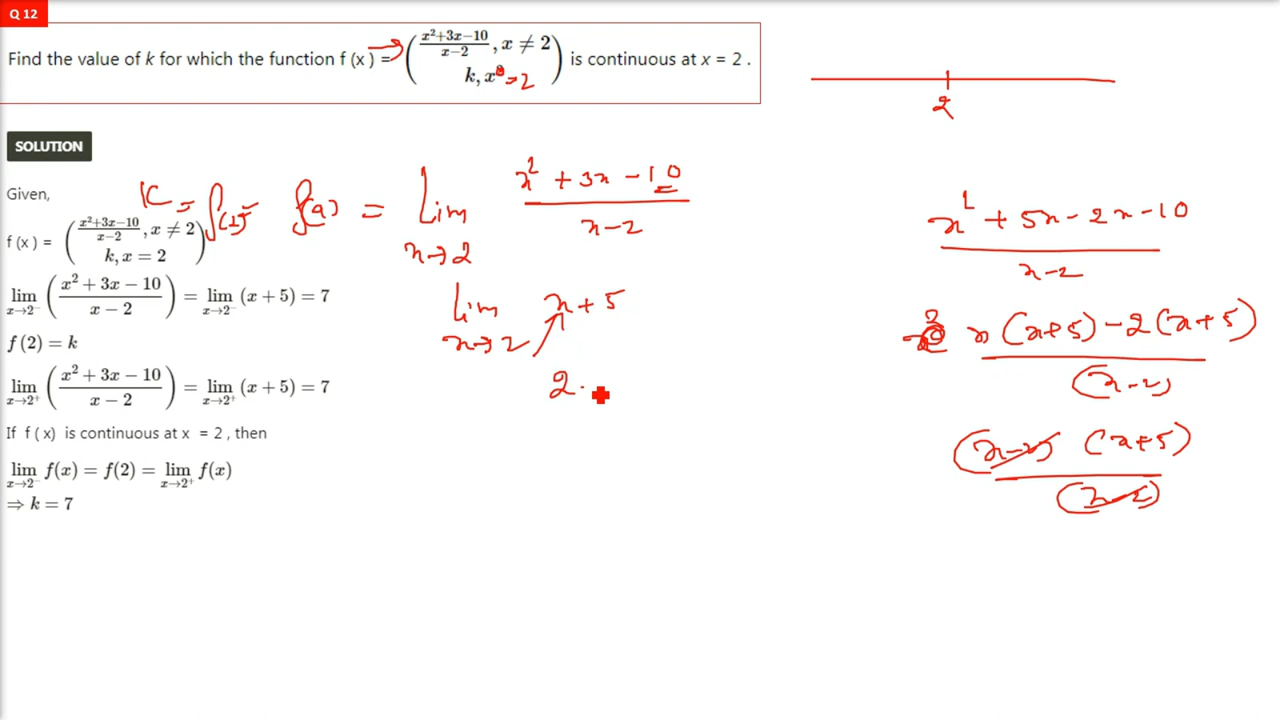 Q 12
Find the value of k for which the function f (x ) = ( x²+3x−10 / x−2 , x ≠ 2
k, x = 2 ) is continuous at x = 2 .
2
SOLUTION
Given,
f (x ) = ( x²+3x−10 / x−2 , x ≠ 2
k, x = 2 )
lim x→2⁻ ( x² + 3x − 10 / x − 2 ) = lim x→2⁻ (x + 5) = 7
f (2) = k
lim x→2⁺ ( x² + 3x − 10 / x − 2 ) = lim x→2⁺ (x + 5) = 7
If f ( x) is continuous at x = 2 , then
lim x→2⁻ f(x) = f(2) = lim x→2⁺ f(x)
⇒ k = 7
K =
= Lim x→2 x² + 3x − 10 / x−2
Lim x→2 x + 5
2
+ 5x − 2x − 10
x−2
x (x+5) − 2 (x+5)
(x−2)
(x−2) (x+5)
(x−2)